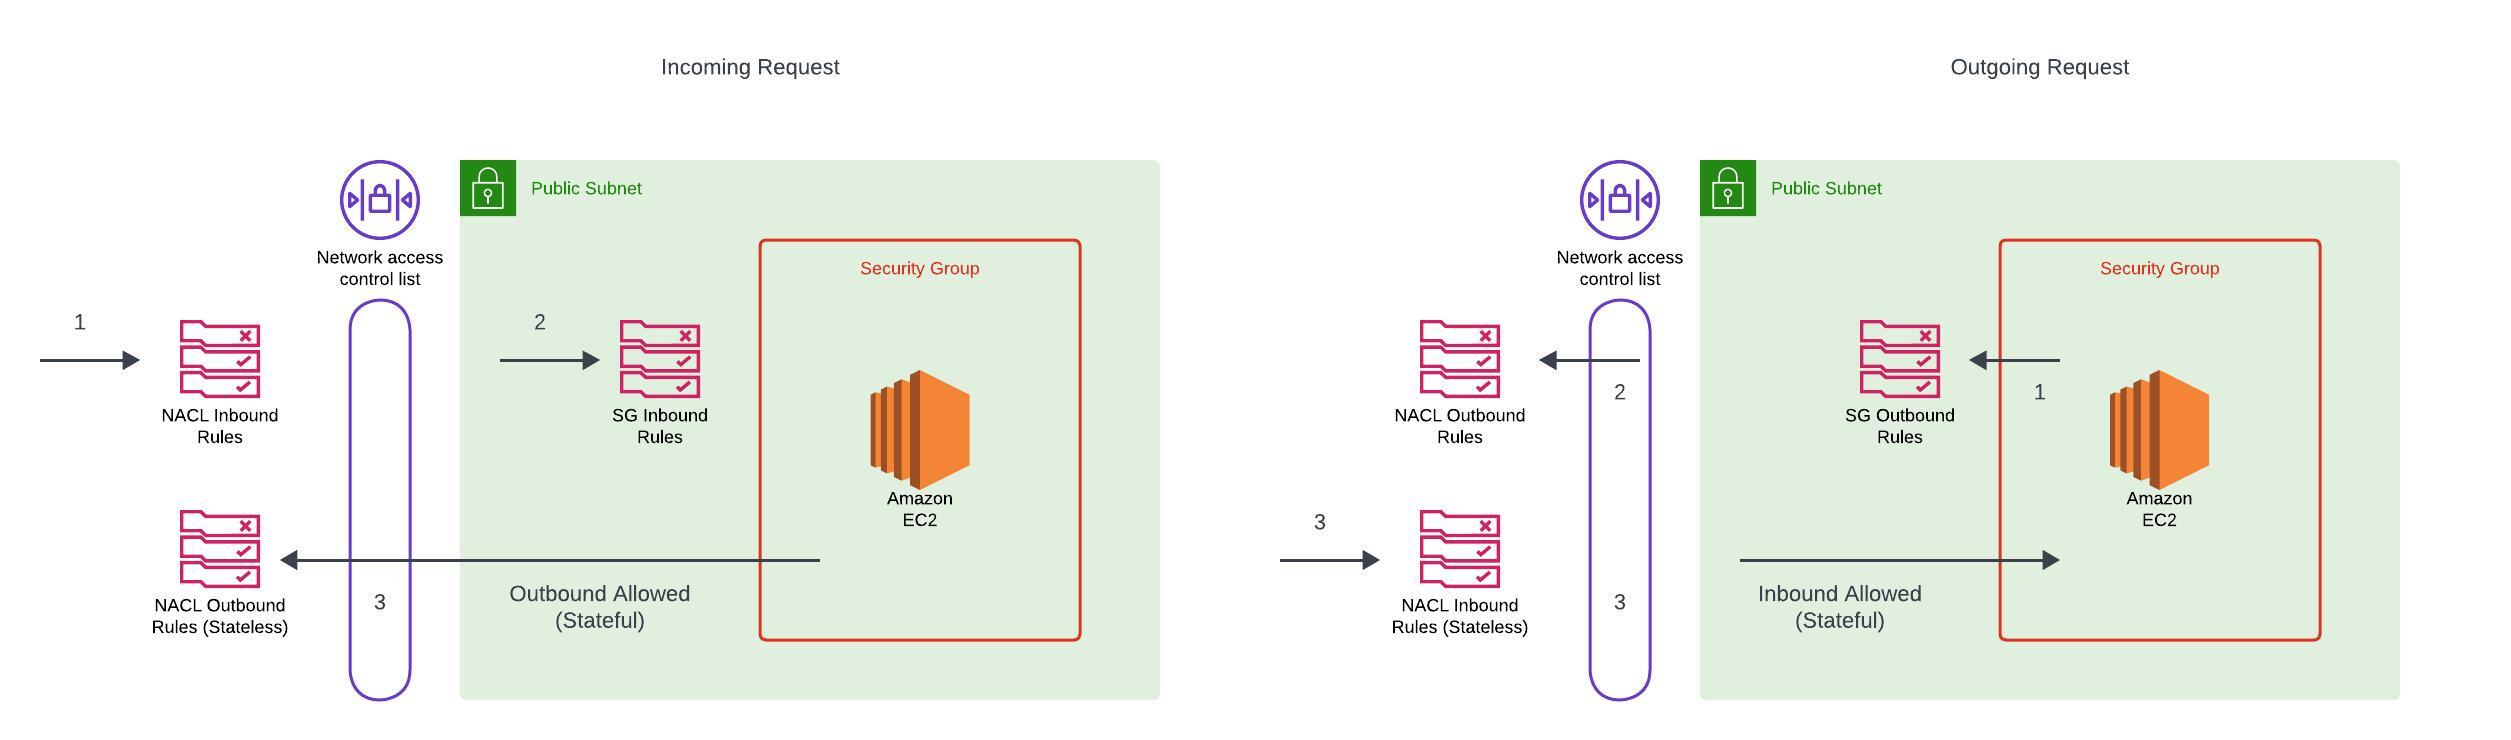 Incoming Request
Public Subnet
Network access
control list
Security Group
1
2
NACL Inbound
Rules
SG Inbound
Rules
Amazon
EC2
NACL Outbound
Rules (Stateless)
3
Outbound Allowed
(Stateful)
Outgoing Request
Public Subnet
Network access
control list
Security Group
2
1
NACL Outbound
Rules
SG Outbound
Rules
Amazon
EC2
3
NACL Inbound
Rules (Stateless)
3
Inbound Allowed
(Stateful)